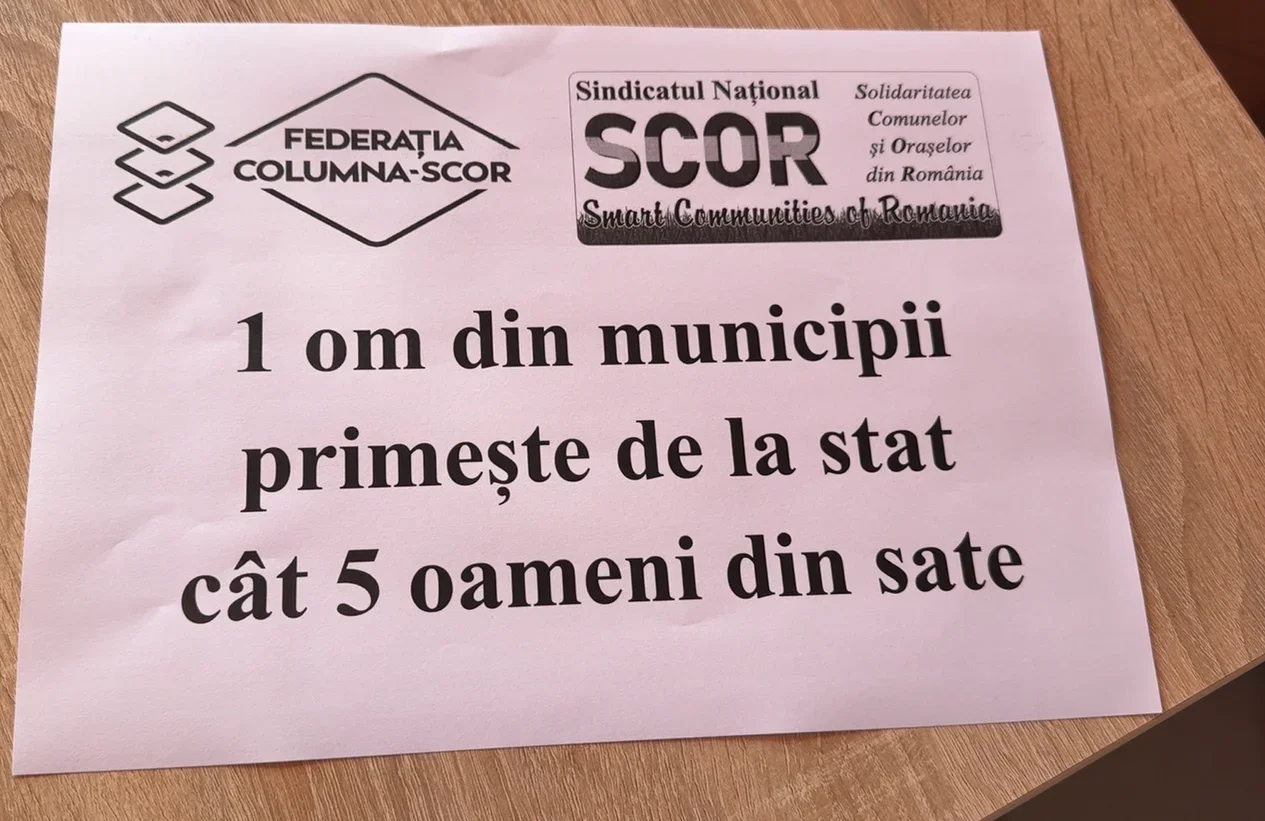 FEDERAȚIA
COLUMNA-SCOR
Sindicatul Național
SCOR
Solidaritatea
Comunelor
și Orașelor
din România
Smart Communities of Romania
1 om din municipii
primește de la stat
cât 5 oameni din sate